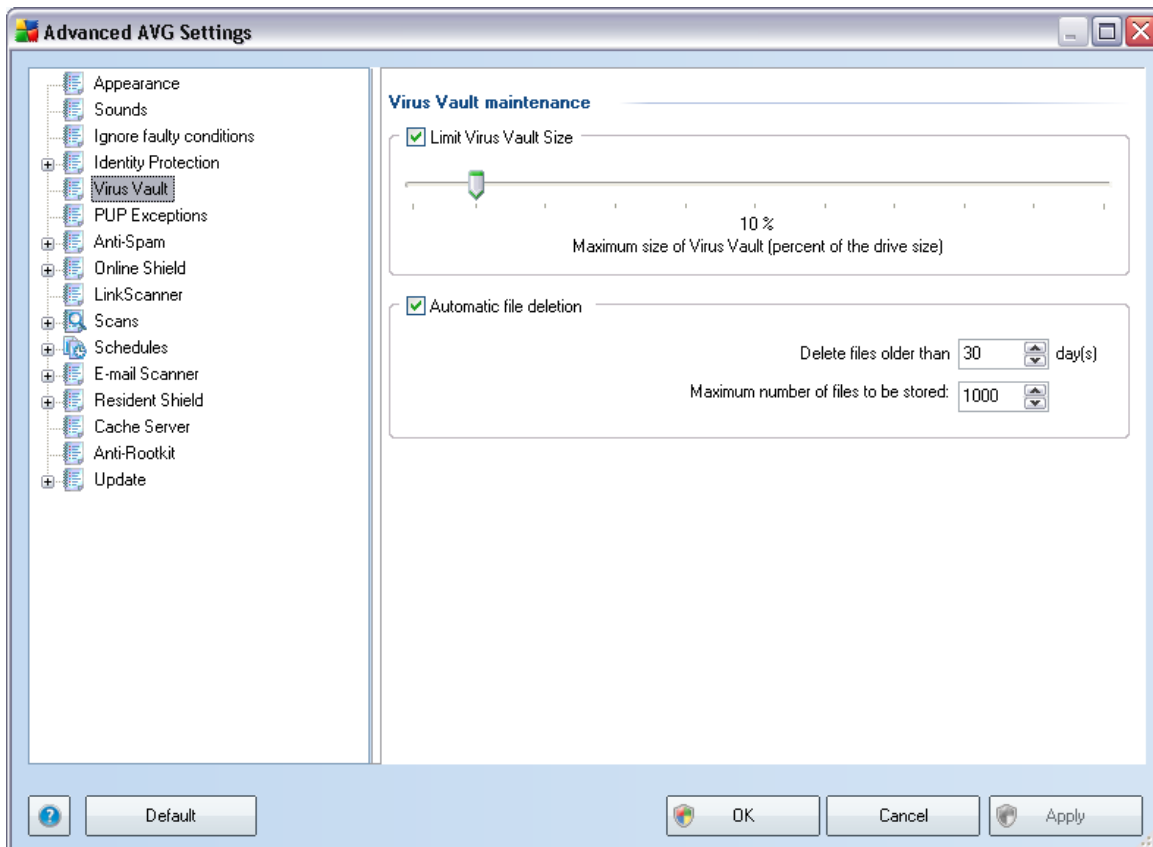 Advanced AVG Settings
Appearance
Sounds
Ignore faulty conditions
Identity Protection
Virus Vault
PUP Exceptions
Anti-Spam
Online Shield
LinkScanner
Scans
Schedules
E-mail Scanner
Resident Shield
Cache Server
Anti-Rootkit
Update
Virus Vault maintenance
Limit Virus Vault Size
10 %
Maximum size of Virus Vault (percent of the drive size)
Automatic file deletion
Delete files older than 30 day(s)
Maximum number of files to be stored: 1000
? Default OK Cancel Apply